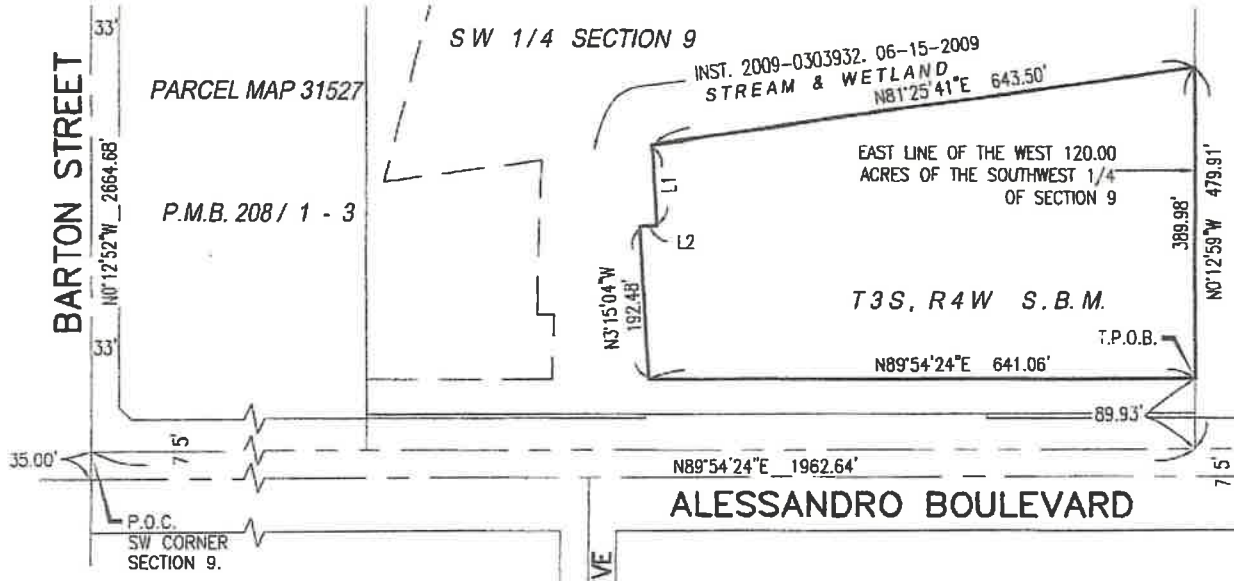 33'
SW 1/4 SECTION 9
INST. 2009-0303932. 06-15-2009
STREAM & WETLAND
N81°25'41"E 643.50'
PARCEL MAP 31527
EAST LINE OF THE WEST 120.00
ACRES OF THE SOUTHWEST 1/4
OF SECTION 9
BARTON STREET
N0°12'52"W 2664.68'
P.M.B. 208 / 1 - 3
L1
L2
389.98'
N0°12'59"W 479.91'
33'
N3°15'04"W
192.48'
T3S, R4W S.B.M.
T.P.O.B.
N89°54'24"E 641.06'
89.93'
35.00'
75'
N89°54'24"E 1962.64'
75'
ALESSANDRO BOULEVARD
P.O.C.
SW CORNER
SECTION 9.
VE